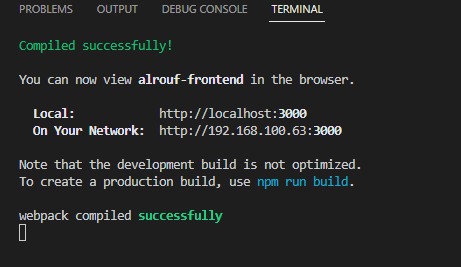 PROBLEMS OUTPUT DEBUG CONSOLE TERMINAL
Compiled successfully!
You can now view alrouf-frontend in the browser.
Local: http://localhost:3000
On Your Network: http://192.168.100.63:3000
Note that the development build is not optimized.
To create a production build, use npm run build.
webpack compiled successfully